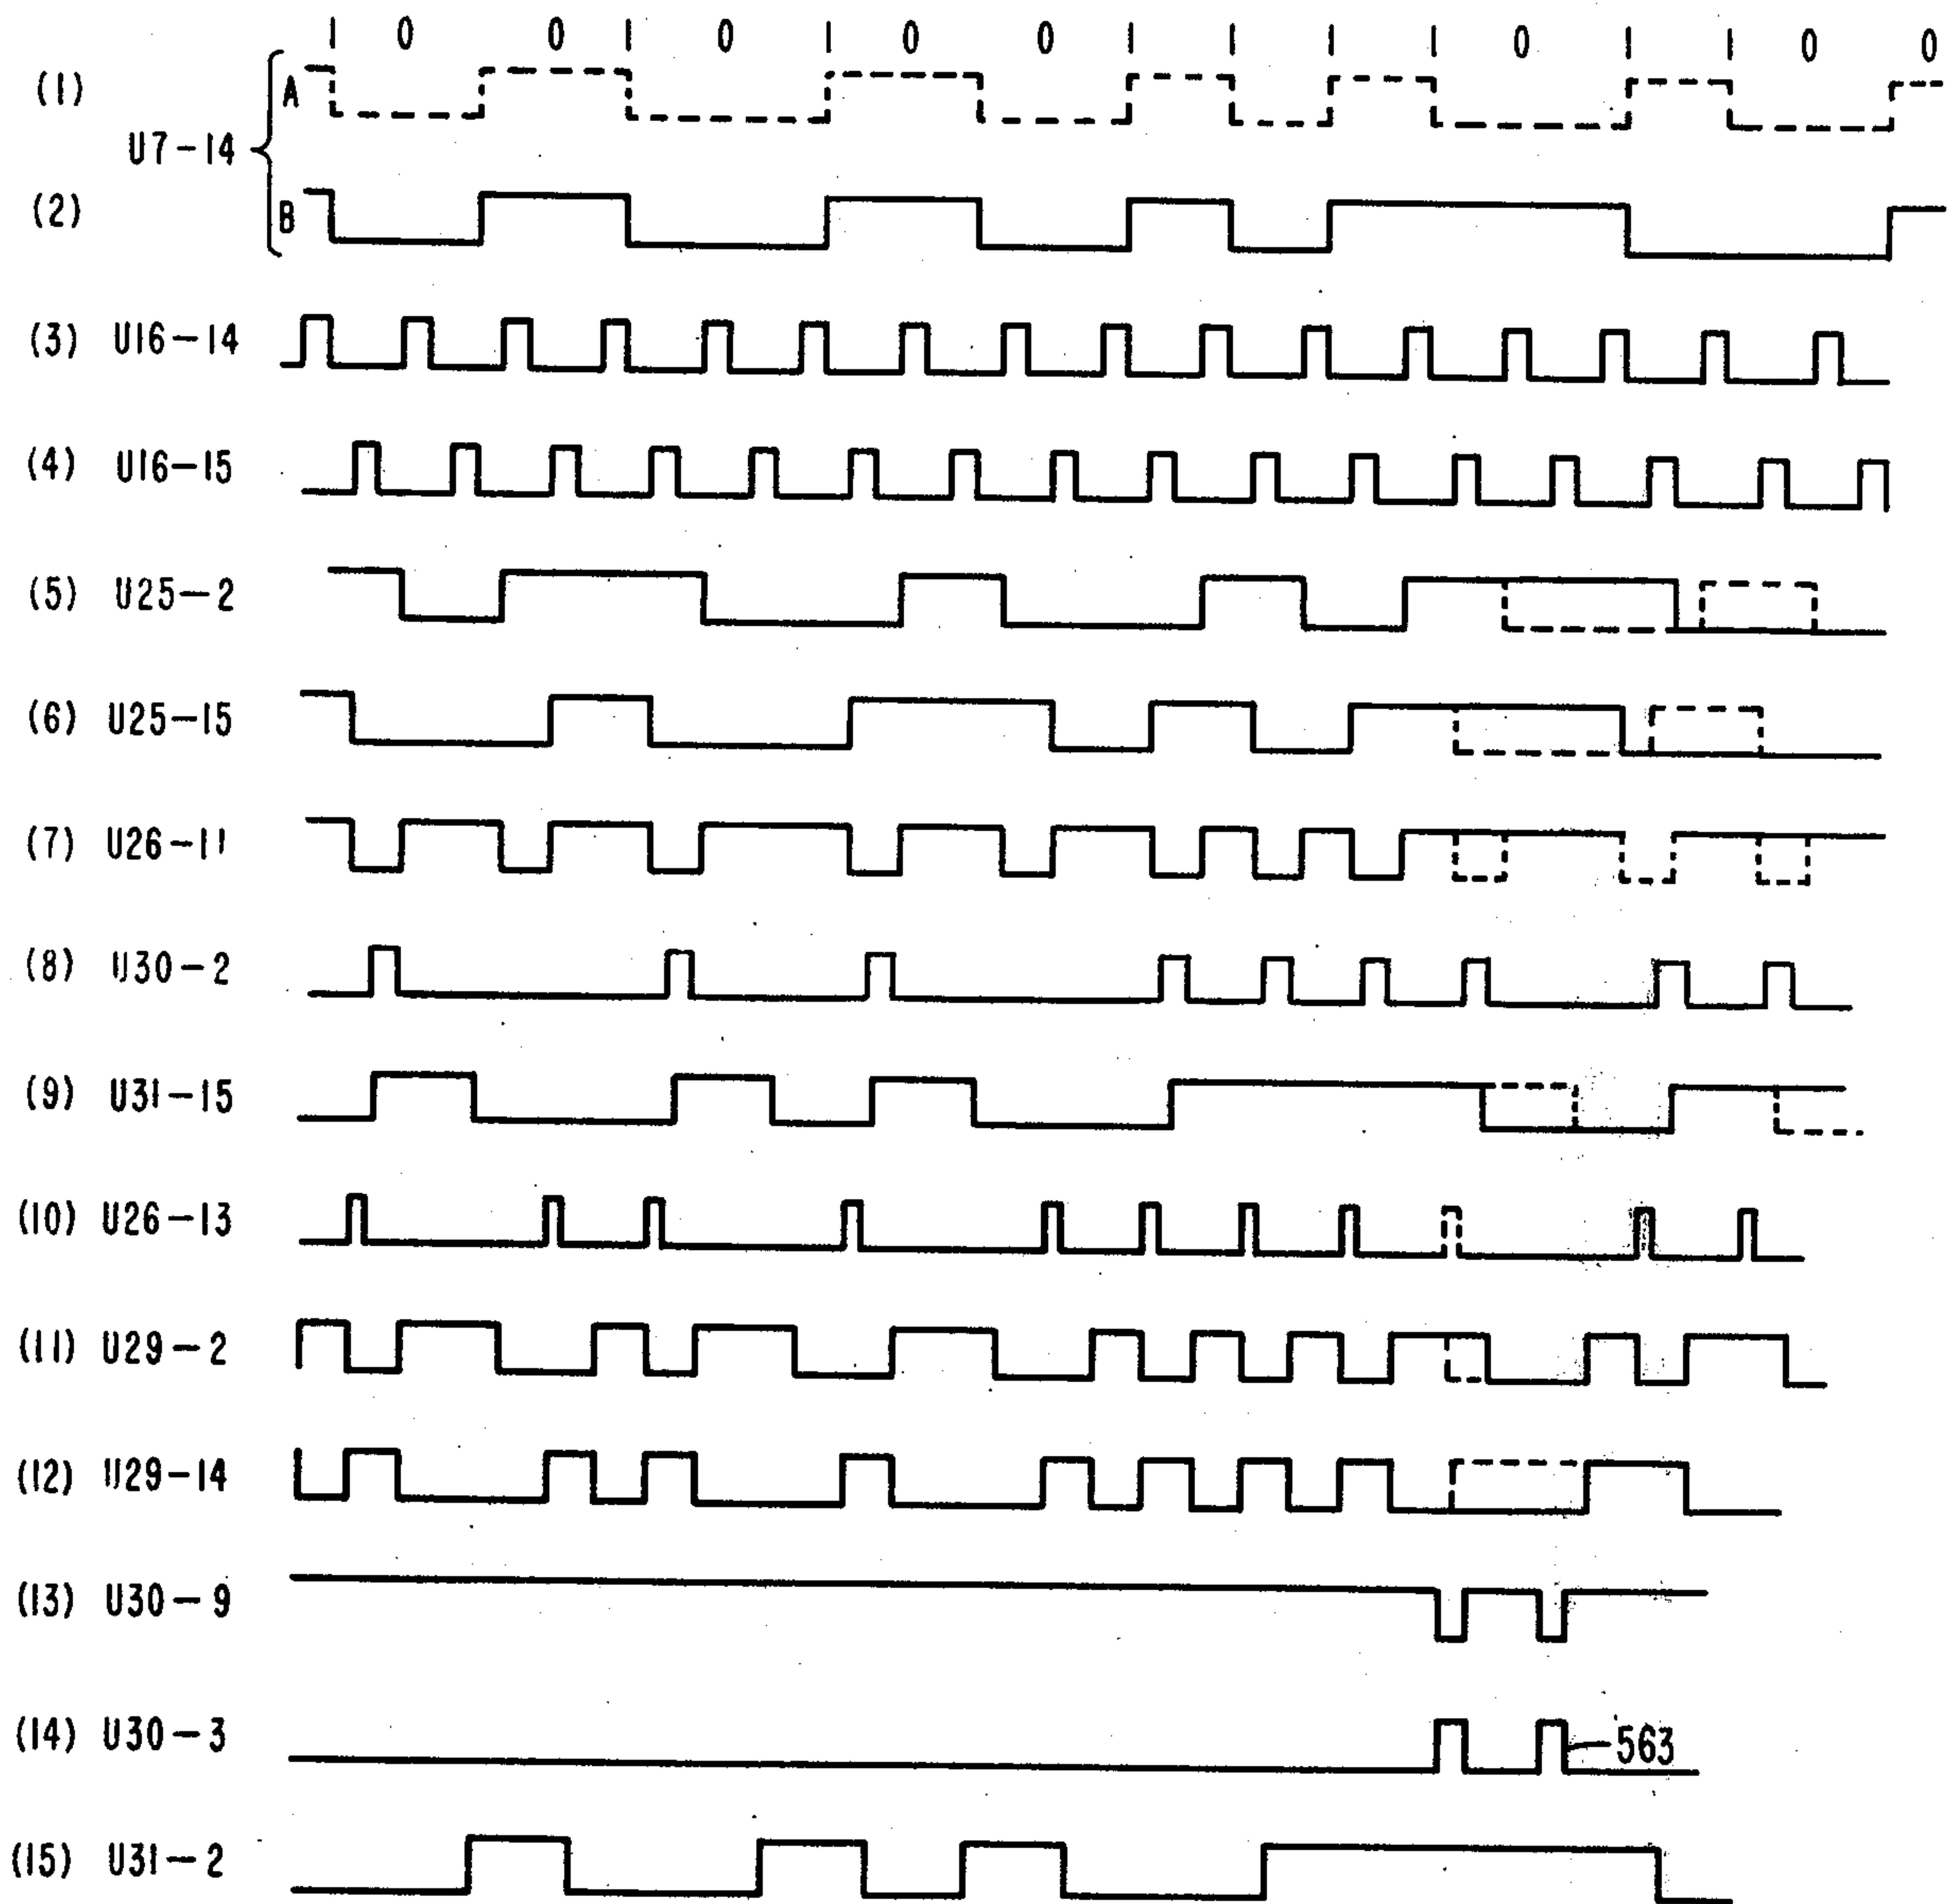 1 0 0 1 0 1 0 0 1 1 1 1 0 1 1 0 0
(1) A
U7-14
(2) B
(3) U16-14
(4) U16-15
(5) U25-2
(6) U25-15
(7) U26-11
(8) U30-2
(9) U31-15
(10) U26-13
(11) U29-2
(12) U29-14
(13) U30-9
(14) U30-3
563
(15) U31-2